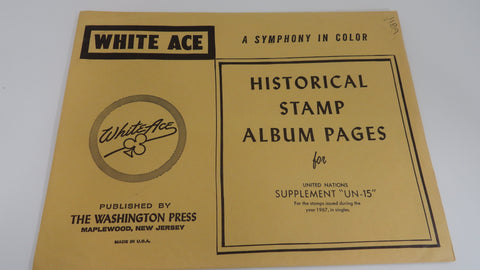 WHITE ACE
A SYMPHONY IN COLOR
HISTORICAL
STAMP
ALBUM PAGES
for
UNITED NATIONS
SUPPLEMENT "UN-15"
For the stamps issued during the
year 1967, in singles.
White Ace
PUBLISHED BY
THE WASHINGTON PRESS
MAPLEWOOD, NEW JERSEY
MADE IN U.S.A.